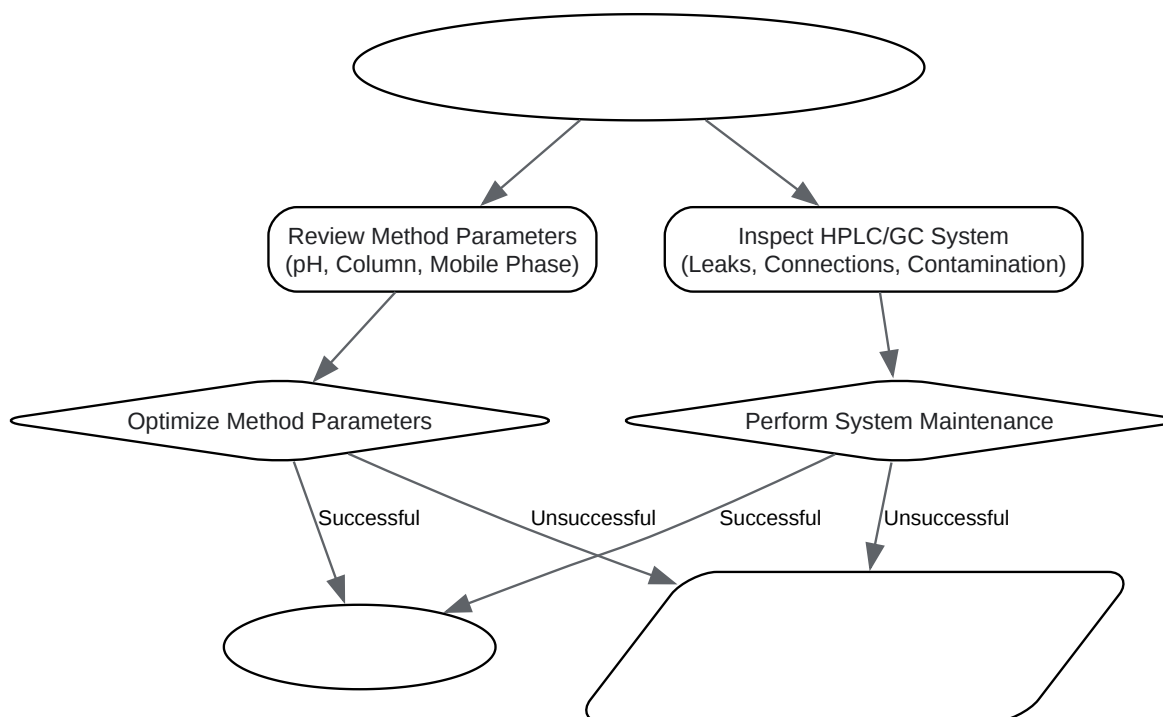 Review Method Parameters
(pH, Column, Mobile Phase)
Inspect HPLC/GC System
(Leaks, Connections, Contamination)
Optimize Method Parameters
Perform System Maintenance
Successful
Unsuccessful
Successful
Unsuccessful